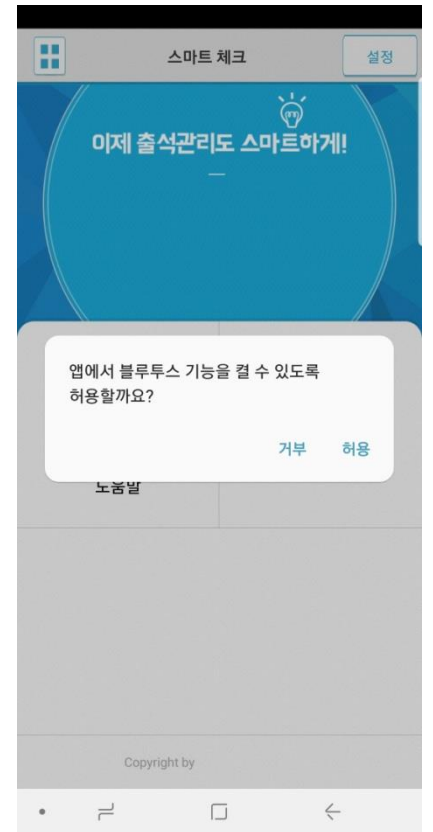 스마트 체크
설정
이제 출석관리도 스마트하게!
앱에서 블루투스 기능을 켤 수 있도록
허용할까요?
거부
허용
도움말
Copyright by